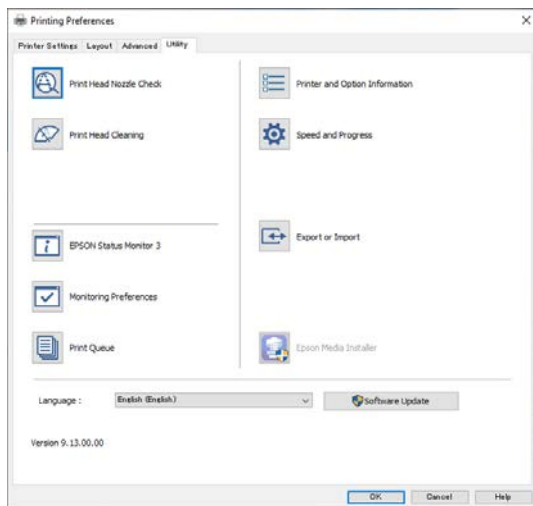 Printing Preferences
Printer Settings Layout Advanced Utility
Print Head Nozzle Check
Print Head Cleaning
EPSON Status Monitor 3
Monitoring Preferences
Print Queue
Printer and Option Information
Speed and Progress
Export or Import
Epson Media Installer
Language : English (English) Software Update
Version 9.13.00.00
OK Cancel Help